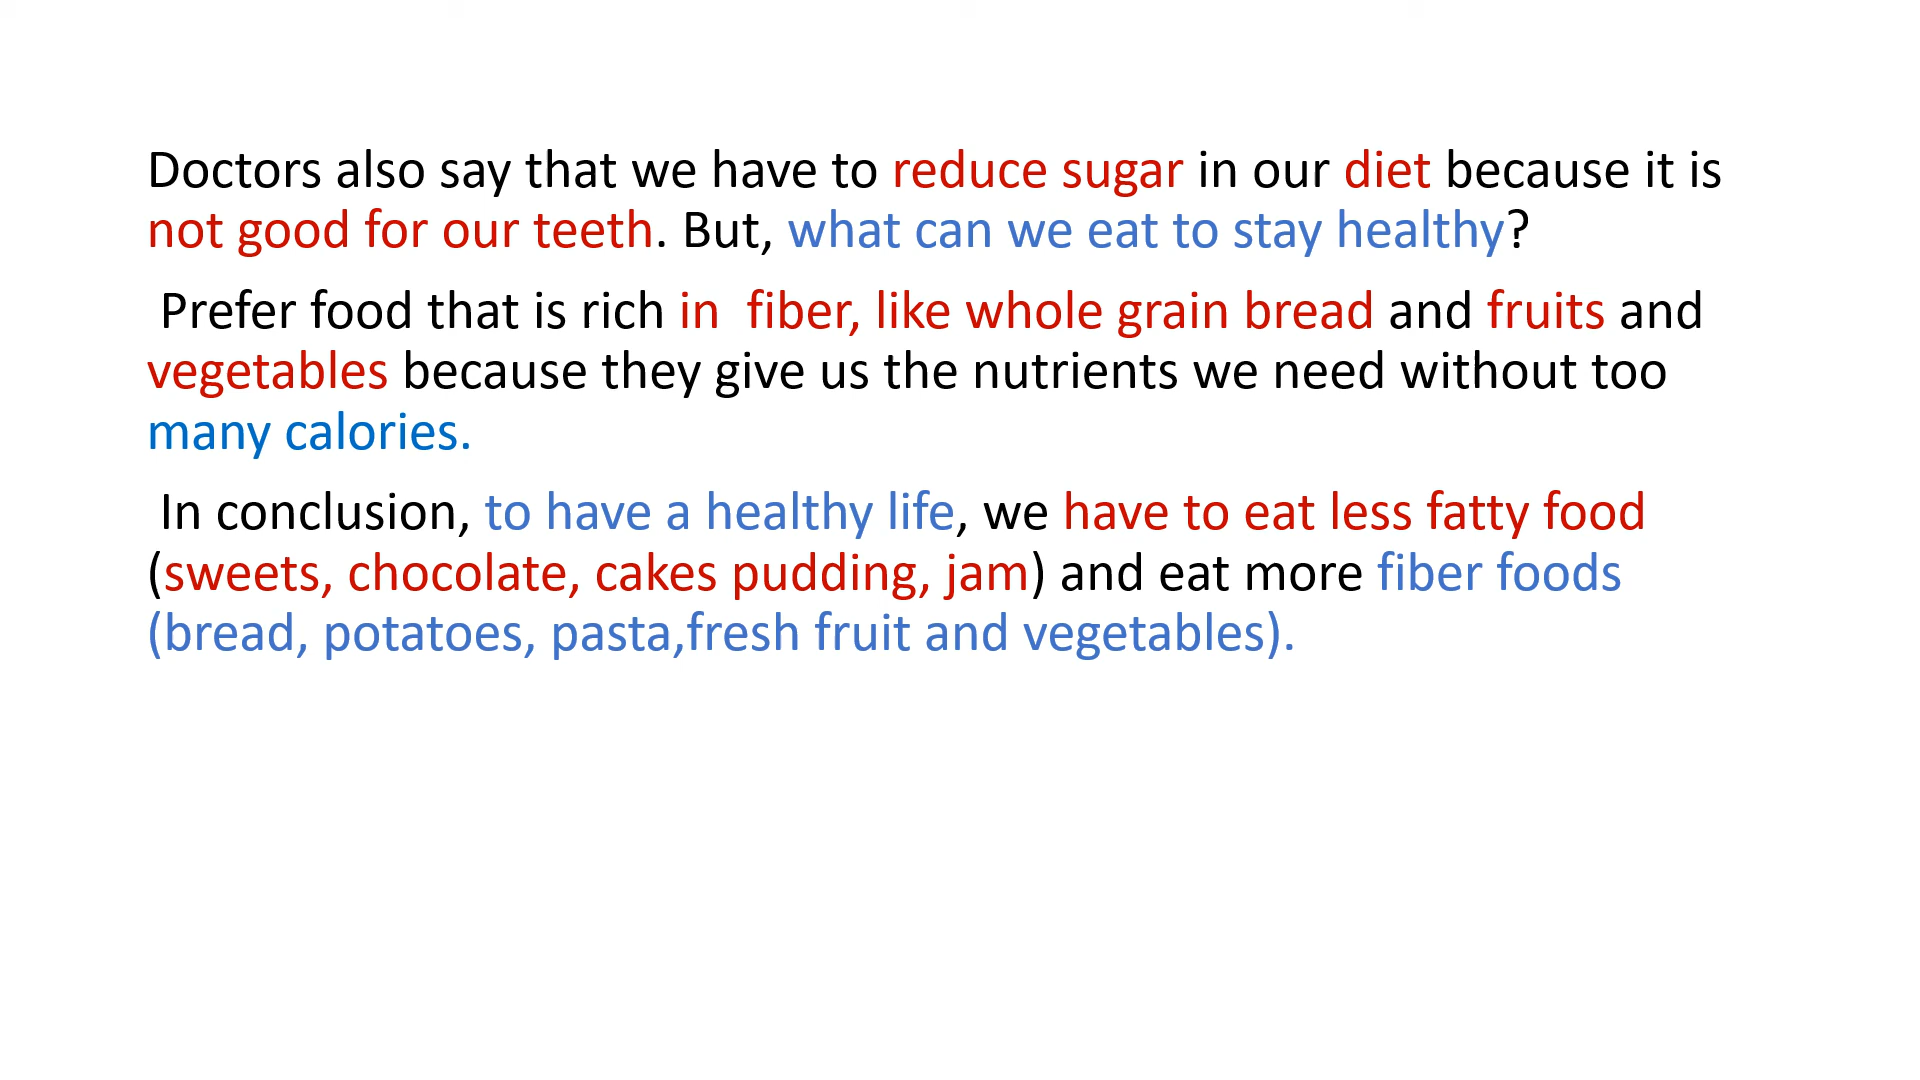 Doctors also say that we have to reduce sugar in our diet because it is
not good for our teeth. But, what can we eat to stay healthy?
Prefer food that is rich in  fiber, like whole grain bread and fruits and
vegetables because they give us the nutrients we need without too
many calories.
In conclusion, to have a healthy life, we have to eat less fatty food
(sweets, chocolate, cakes pudding, jam) and eat more fiber foods
(bread, potatoes, pasta,fresh fruit and vegetables).